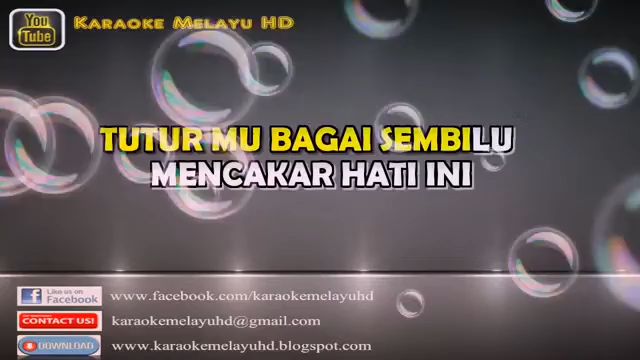 You
Tube
Karaoke Melayu HD
TUTUR MU BAGAI SEMBILU
MENCAKAR HATI INI
f Like us on
Facebook
www.facebook.com/karaokemelayuhd
CONTACT US!
karaokemelayuhd@gmail.com
DOWNLOAD
www.karaokemelayuhd.blogspot.com